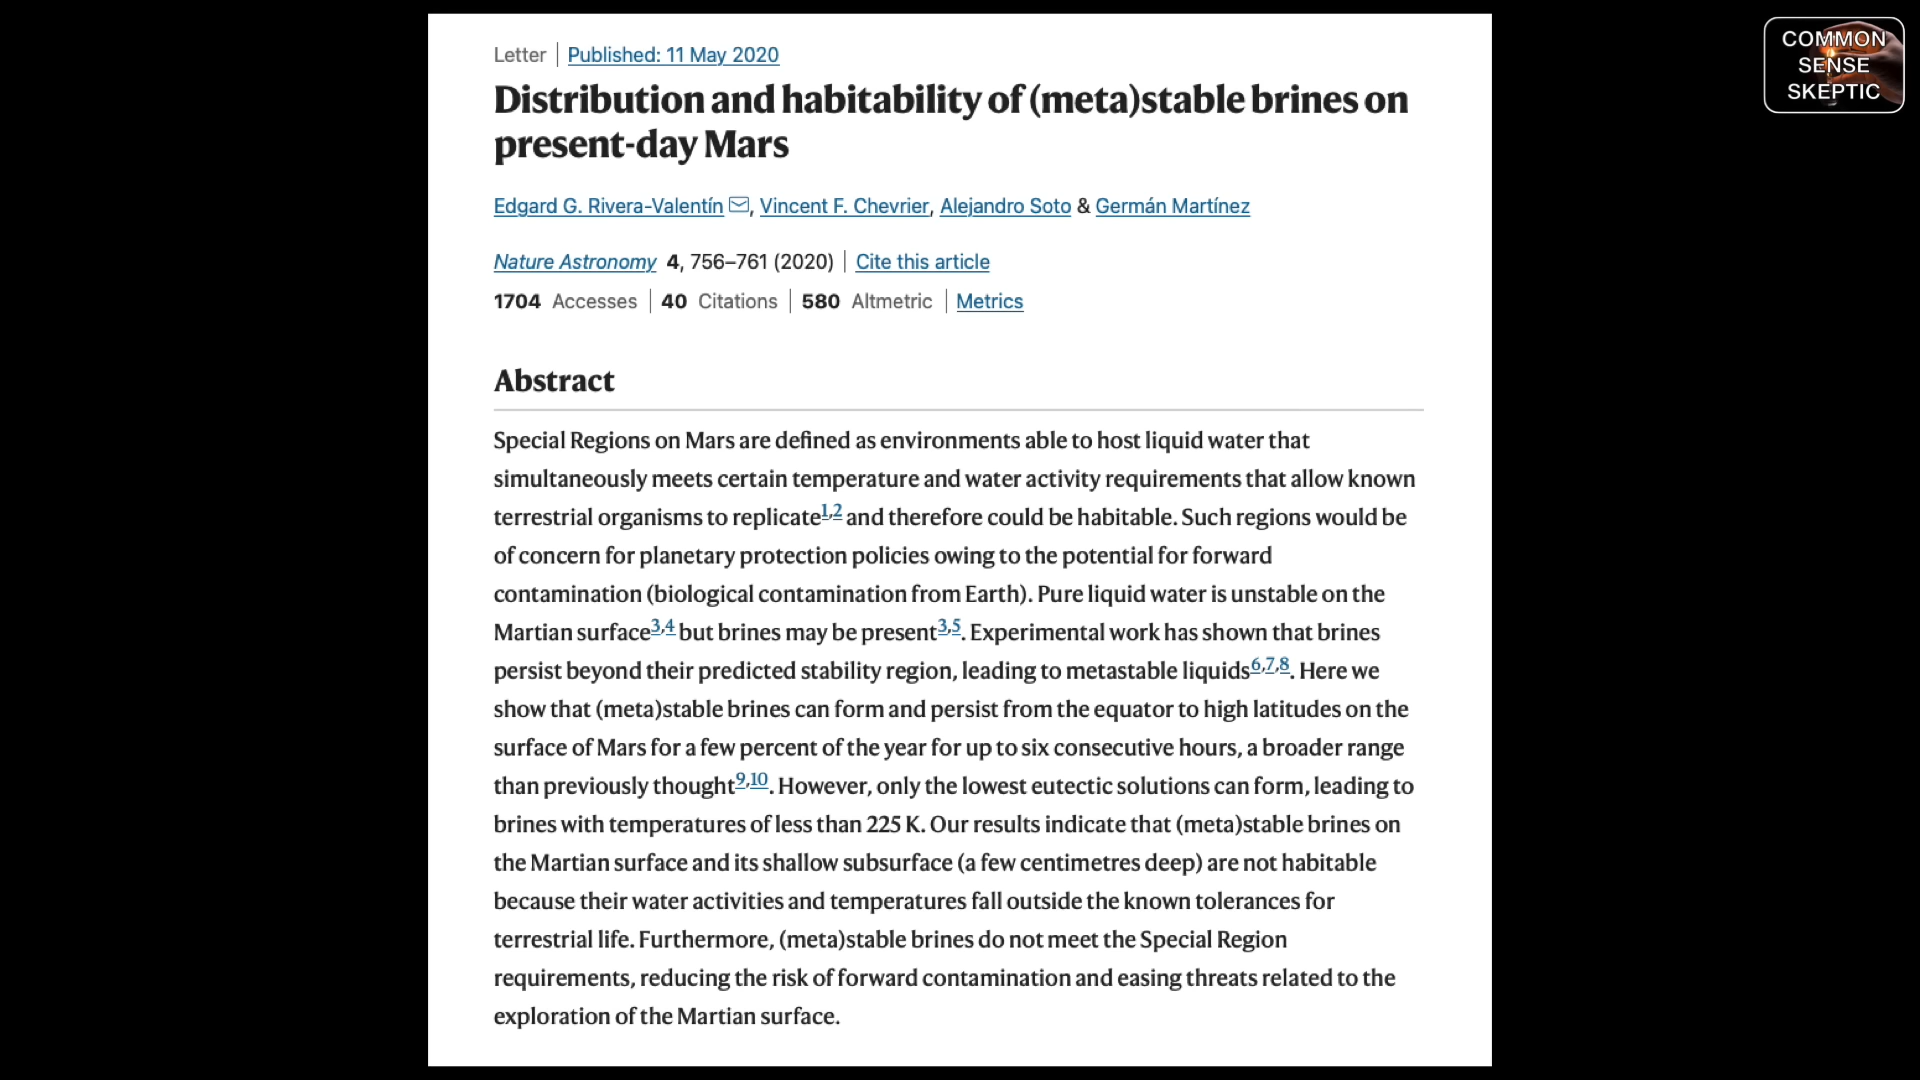 Letter | Published: 11 May 2020
Distribution and habitability of (meta)stable brines on
present-day Mars
Edgard G. Rivera-Valentín, Vincent F. Chevrier, Alejandro Soto & Germán Martínez
Nature Astronomy 4, 756–761 (2020) | Cite this article
1704 Accesses | 40 Citations | 580 Altmetric | Metrics
Abstract
Special Regions on Mars are defined as environments able to host liquid water that
simultaneously meets certain temperature and water activity requirements that allow known
terrestrial organisms to replicate1,2 and therefore could be habitable. Such regions would be
of concern for planetary protection policies owing to the potential for forward
contamination (biological contamination from Earth). Pure liquid water is unstable on the
Martian surface3,4 but brines may be present3,5. Experimental work has shown that brines
persist beyond their predicted stability region, leading to metastable liquids6,7,8. Here we
show that (meta)stable brines can form and persist from the equator to high latitudes on the
surface of Mars for a few percent of the year for up to six consecutive hours, a broader range
than previously thought9,10. However, only the lowest eutectic solutions can form, leading to
brines with temperatures of less than 225 K. Our results indicate that (meta)stable brines on
the Martian surface and its shallow subsurface (a few centimetres deep) are not habitable
because their water activities and temperatures fall outside the known tolerances for
terrestrial life. Furthermore, (meta)stable brines do not meet the Special Region
requirements, reducing the risk of forward contamination and easing threats related to the
exploration of the Martian surface.
COMMON
SENSE
SKEPTIC